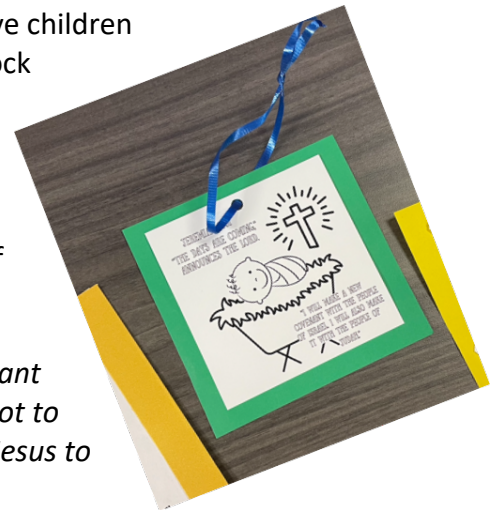 ve children
ock
f
ant
ot to
Jesus to
"THE DAYS ARE COMING,"
ANNOUNCES THE LORD
"I WILL MAKE A NEW
COVENANT WITH THE PEOPLE
OF ISRAEL. I WILL ALSO MAKE
IT WITH THE PEOPLE OF
JUDAH."